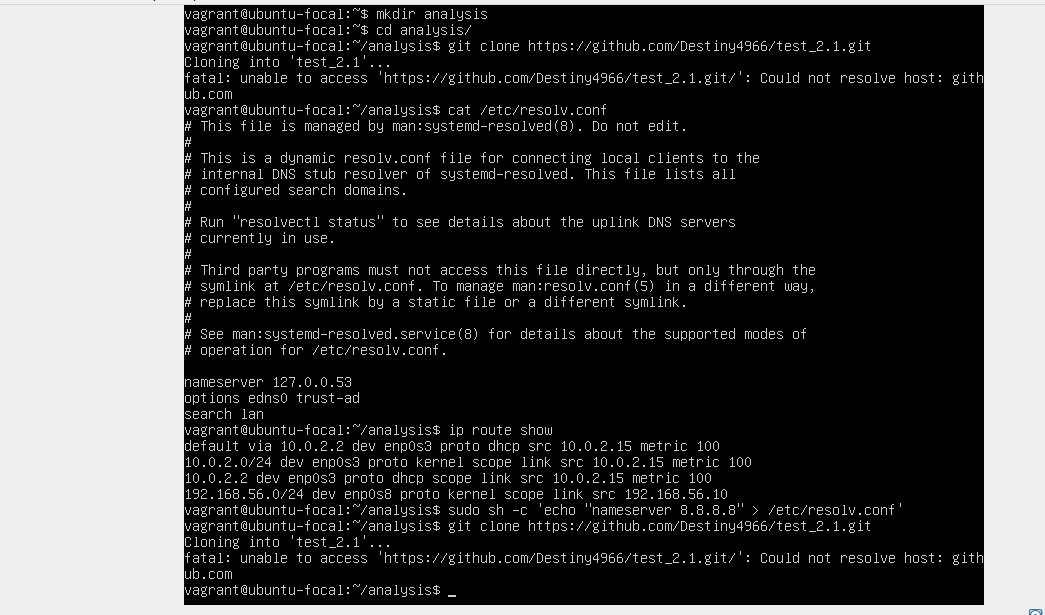 vagrant@ubuntu-focal:~$ mkdir analysis
vagrant@ubuntu-focal:~$ cd analysis/
vagrant@ubuntu-focal:~/analysis$ git clone https://github.com/Destiny4966/test_2.1.git
Cloning into 'test_2.1'...
fatal: unable to access 'https://github.com/Destiny4966/test_2.1.git/': Could not resolve host: gith
ub.com
vagrant@ubuntu-focal:~/analysis$ cat /etc/resolv.conf
# This file is managed by man:systemd-resolved(8). Do not edit.
#
# This is a dynamic resolv.conf file for connecting local clients to the
# internal DNS stub resolver of systemd-resolved. This file lists all
# configured search domains.
#
# Run "resolvectl status" to see details about the uplink DNS servers
# currently in use.
#
# Third party programs must not access this file directly, but only through the
# symlink at /etc/resolv.conf. To manage man:resolv.conf(5) in a different way,
# replace this symlink by a static file or a different symlink.
#
# See man:systemd-resolved.service(8) for details about the supported modes of
# operation for /etc/resolv.conf.

nameserver 127.0.0.53
options edns0 trust-ad
search lan
vagrant@ubuntu-focal:~/analysis$ ip route show
default via 10.0.2.2 dev enp0s3 proto dhcp src 10.0.2.15 metric 100
10.0.2.0/24 dev enp0s3 proto kernel scope link src 10.0.2.15 metric 100
10.0.2.2 dev enp0s3 proto dhcp scope link src 10.0.2.15 metric 100
192.168.56.0/24 dev enp0s8 proto kernel scope link src 192.168.56.10
vagrant@ubuntu-focal:~/analysis$ sudo sh -c 'echo "nameserver 8.8.8.8" > /etc/resolv.conf'
vagrant@ubuntu-focal:~/analysis$ git clone https://github.com/Destiny4966/test_2.1.git
Cloning into 'test_2.1'...
fatal: unable to access 'https://github.com/Destiny4966/test_2.1.git/': Could not resolve host: gith
ub.com
vagrant@ubuntu-focal:~/analysis$ _